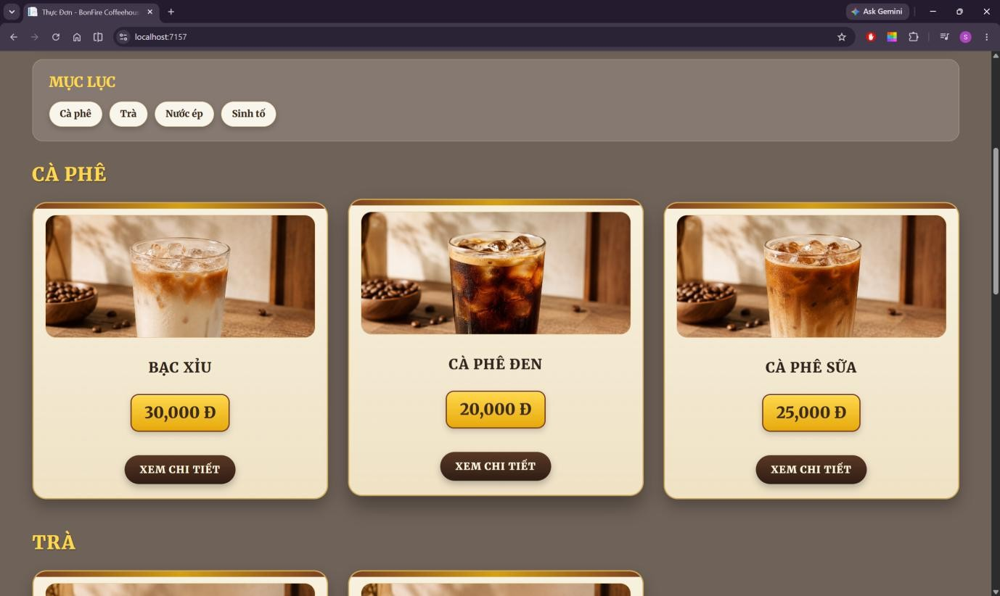 Thực Đơn - BonFire Coffeehou
Ask Gemini
localhost:7157
S
MỤC LỤC
Cà phê
Trà
Nước ép
Sinh tố
CÀ PHÊ
BẠC XỈU
CÀ PHÊ ĐEN
CÀ PHÊ SỮA
30,000 Đ
20,000 Đ
25,000 Đ
XEM CHI TIẾT
XEM CHI TIẾT
XEM CHI TIẾT
TRÀ